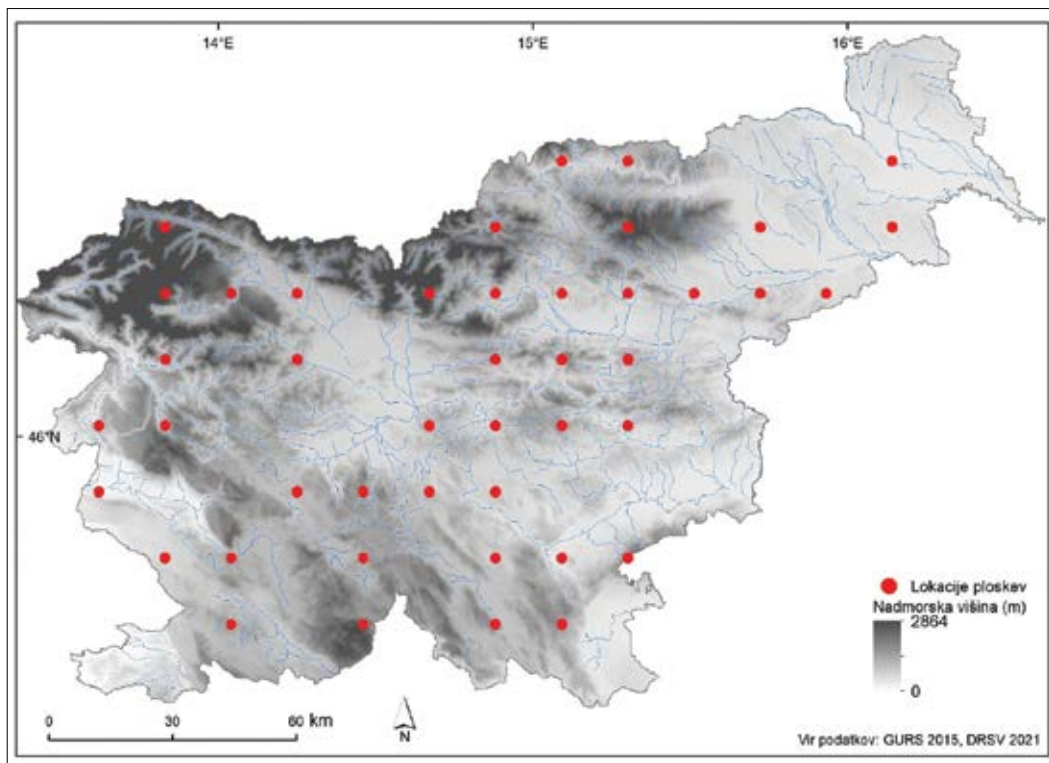 14°E 15°E 16°E
46°N
Lokacije ploskev
Nadmorska višina (m)
2864
0
0 30 60 km
N
Vir podatkov: GURS 2015, DRSV 2021